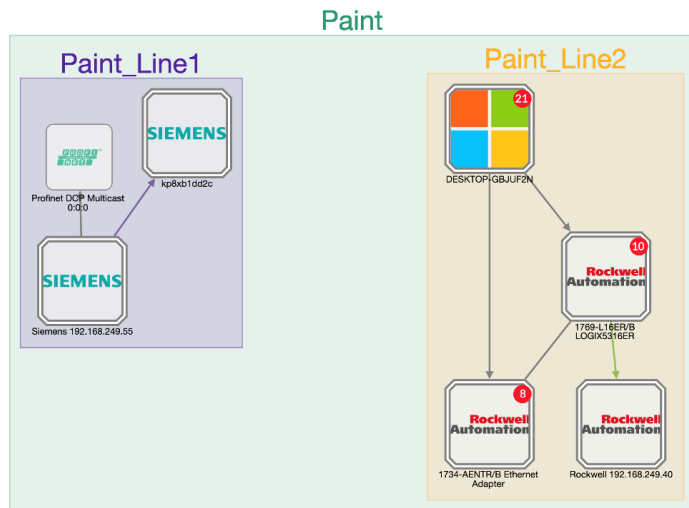 Paint
Paint_Line1
Paint_Line2
PROFI
NET
Profinet DCP Multicast
0:0:0
SIEMENS
kp8xb1dd2c
SIEMENS
Siemens 192.168.249.55
21
DESKTOP-GBJUF2N
10
Rockwell
Automation
1769-L16ER/B
LOGIX5316ER
8
Rockwell
Automation
1734-AENTR/B Ethernet
Adapter
Rockwell
Automation
Rockwell 192.168.249.40